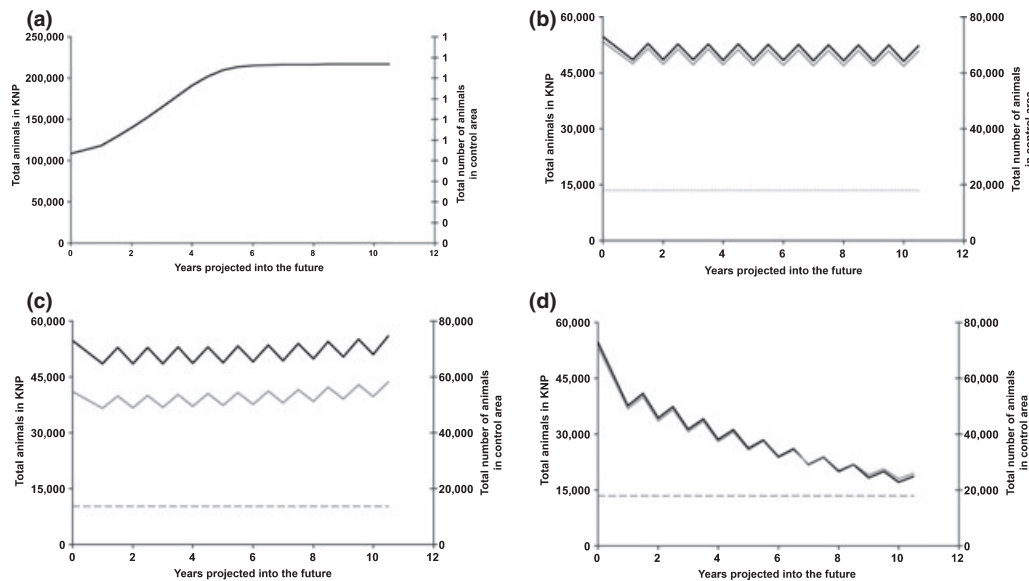 (a)
250,000
200,000
150,000
100,000
50,000
0
Total animals in KNP
0 2 4 6 8 10 12
Years projected into the future
1
1
1
1
1
1
0
0
0
0
0
Total number of animals
in control area
(b)
60,000
45,000
30,000
15,000
0
Total animals in KNP
0 2 4 6 8 10 12
Years projected into the future
80,000
60,000
40,000
20,000
0
Total number of animals
in control area
(c)
60,000
45,000
30,000
15,000
0
Total animals in KNP
0 2 4 6 8 10 12
Years projected into the future
80,000
60,000
40,000
20,000
0
Total number of animals
in control area
(d)
60,000
45,000
30,000
15,000
0
Total animals in KNP
0 2 4 6 8 10 12
Years projected into the future
80,000
60,000
40,000
20,000
0
Total number of animals
in control area